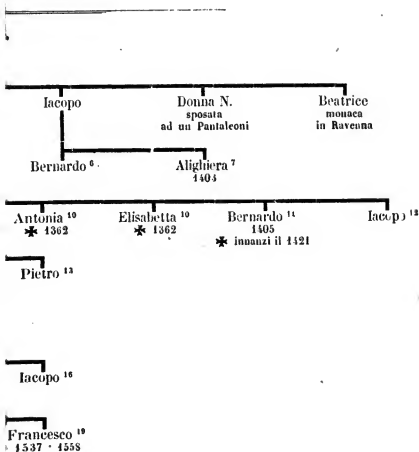 Iacopo Donna N. Beatrice
sposata monaca
ad un Pantaleoni in Ravenna
Bernardo 6 Alighiera 7
1404
Antonia 10 Elisabetta 10 Bernardo 11 Iacopo 12
✠ 1362 ✠ 1362 1405
✠ innanzi il 1421
Pietro 13
Iacopo 16
Francesco 19
1537 · 1558